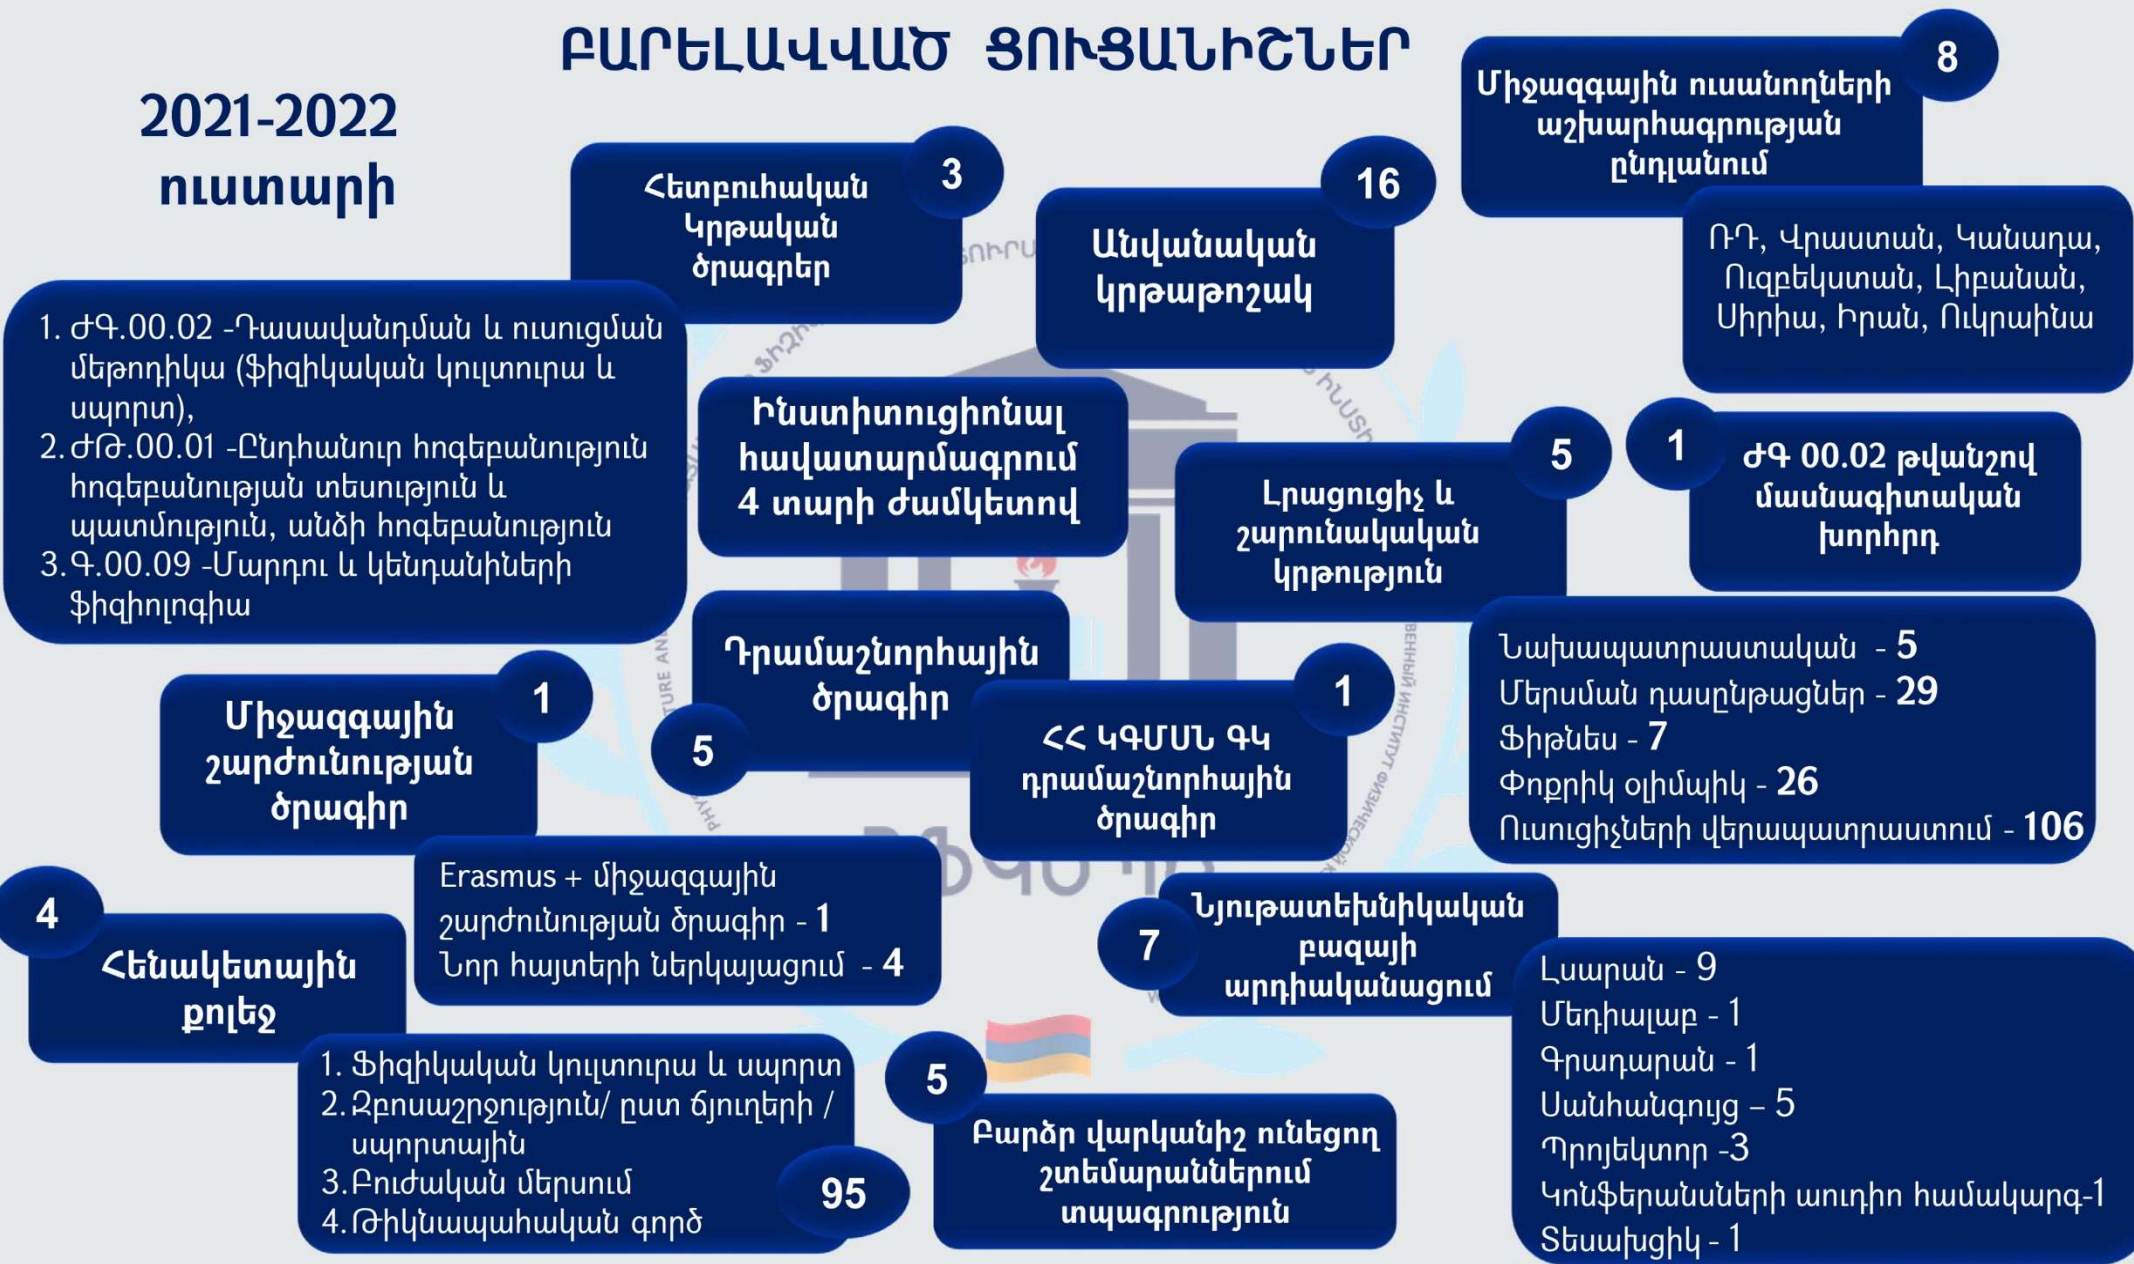 ԲԱՐԵԼԱՎՎԱԾ ՑՈՒՑԱՆԻՇՆԵՐ
2021-2022
ուստարի
3
Հետբուհական
Կրթական
ծրագրեր
1. ԺԳ.00.02 -Դասավանդման և ուսուցման
մեթոդիկա (ֆիզիկական կուլտուրա և
սպորտ),
2. ԺԹ.00.01 -Ընդհանուր հոգեբանություն
հոգեբանության տեսություն և
պատմություն, անձի հոգեբանություն
3. Գ.00.09 -Մարդու և կենդանիների
ֆիզիոլոգիա
16
Անվանական
կրթաթոշակ
8
Միջազգային ուսանողների
աշխարհագրության
ընդլանում
ՌԴ, Վրաստան, Կանադա,
Ուզբեկստան, Լիբանան,
Սիրիա, Իրան, Ուկրաինա
Ինստիտուցիոնալ
հավատարմագրում
4 տարի ժամկետով
5
Լրացուցիչ և
շարունակական
կրթություն
1
ԺԳ 00.02 թվանշով
մասնագիտական
խորհրդ
Նախապատրաստական - 5
Մերսման դասընթացներ - 29
Ֆիթնես - 7
Փոքրիկ օլիմպիկ - 26
Ուսուցիչների վերապատրաստում - 106
Դրամաշնորհային
ծրագիր
5
1
ՀՀ ԿԳՄՍՆ ԳԿ
դրամաշնորհային
ծրագիր
1
Միջազգային
շարժունության
ծրագիր
Erasmus + միջազգային
շարժունության ծրագիր - 1
Նոր հայտերի ներկայացում - 4
4
Հենակետային
քոլեջ
1. Ֆիզիկական կուլտուրա և սպորտ
2. Զբոսաշրջություն/ ըստ ճյուղերի /
սպորտային
3. Բուժական մերսում
4. Թիկնապահական գործ
95
5
Բարձր վարկանիշ ունեցող
շտեմարաններում
տպագրություն
7
Նյութատեխնիկական
բազայի
արդիականացում
Լսարան - 9
Մեդիալաբ - 1
Գրադարան - 1
Սանհանգույց – 5
Պրոյեկտոր -3
Կոնֆերանսների աուդիո համակարգ-1
Տեսախցիկ - 1